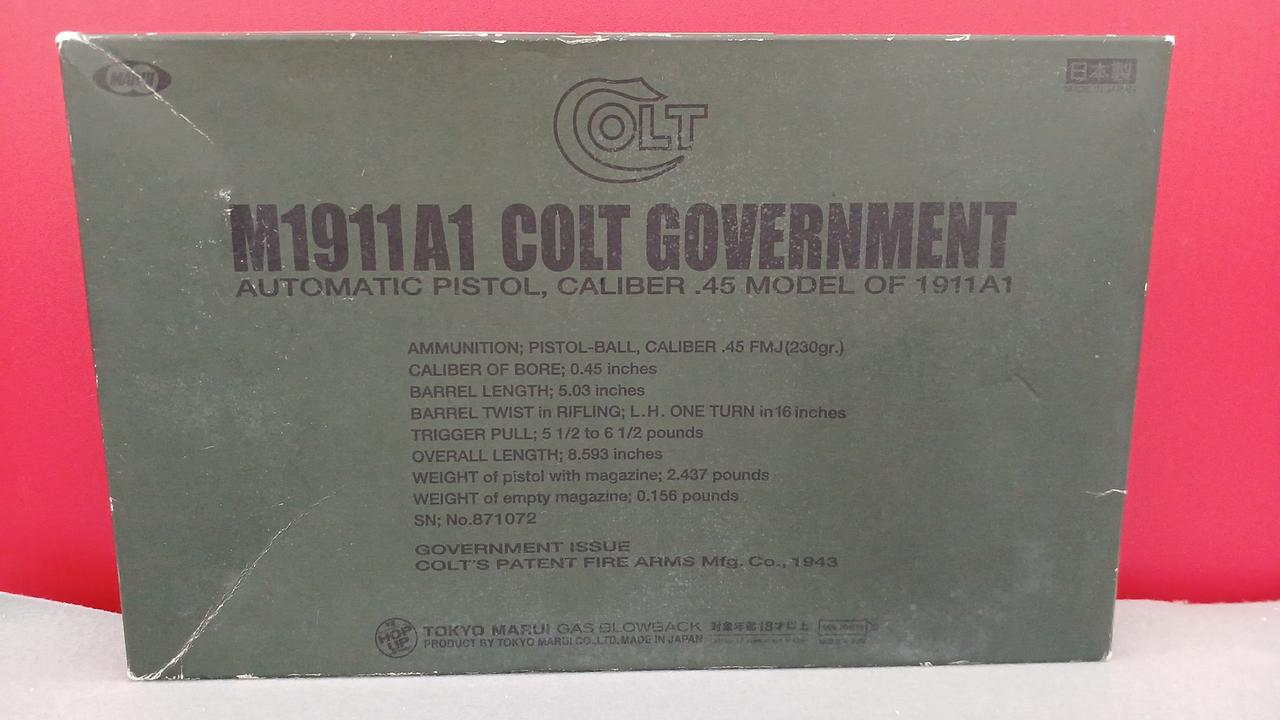 MARUI
日本製
MADE IN JAPAN
COLT
M1911A1 COLT GOVERNMENT
AUTOMATIC PISTOL, CALIBER .45 MODEL OF 1911A1
AMMUNITION; PISTOL-BALL, CALIBER .45 FMJ(230gr.)
CALIBER OF BORE; 0.45 inches
BARREL LENGTH; 5.03 inches
BARREL TWIST in RIFLING; L.H. ONE TURN in 16 inches
TRIGGER PULL; 5 1/2 to 6 1/2 pounds
OVERALL LENGTH; 8.593 inches
WEIGHT of pistol with magazine; 2.437 pounds
WEIGHT of empty magazine; 0.156 pounds
SN; No.871072
GOVERNMENT ISSUE
COLT'S PATENT FIRE ARMS Mfg. Co., 1943
HOP UP
TOKYO MARUI GAS BLOWBACK 対象年齢18才以上
PRODUCT BY TOKYO MARUI CO.,LTD. MADE IN JAPAN